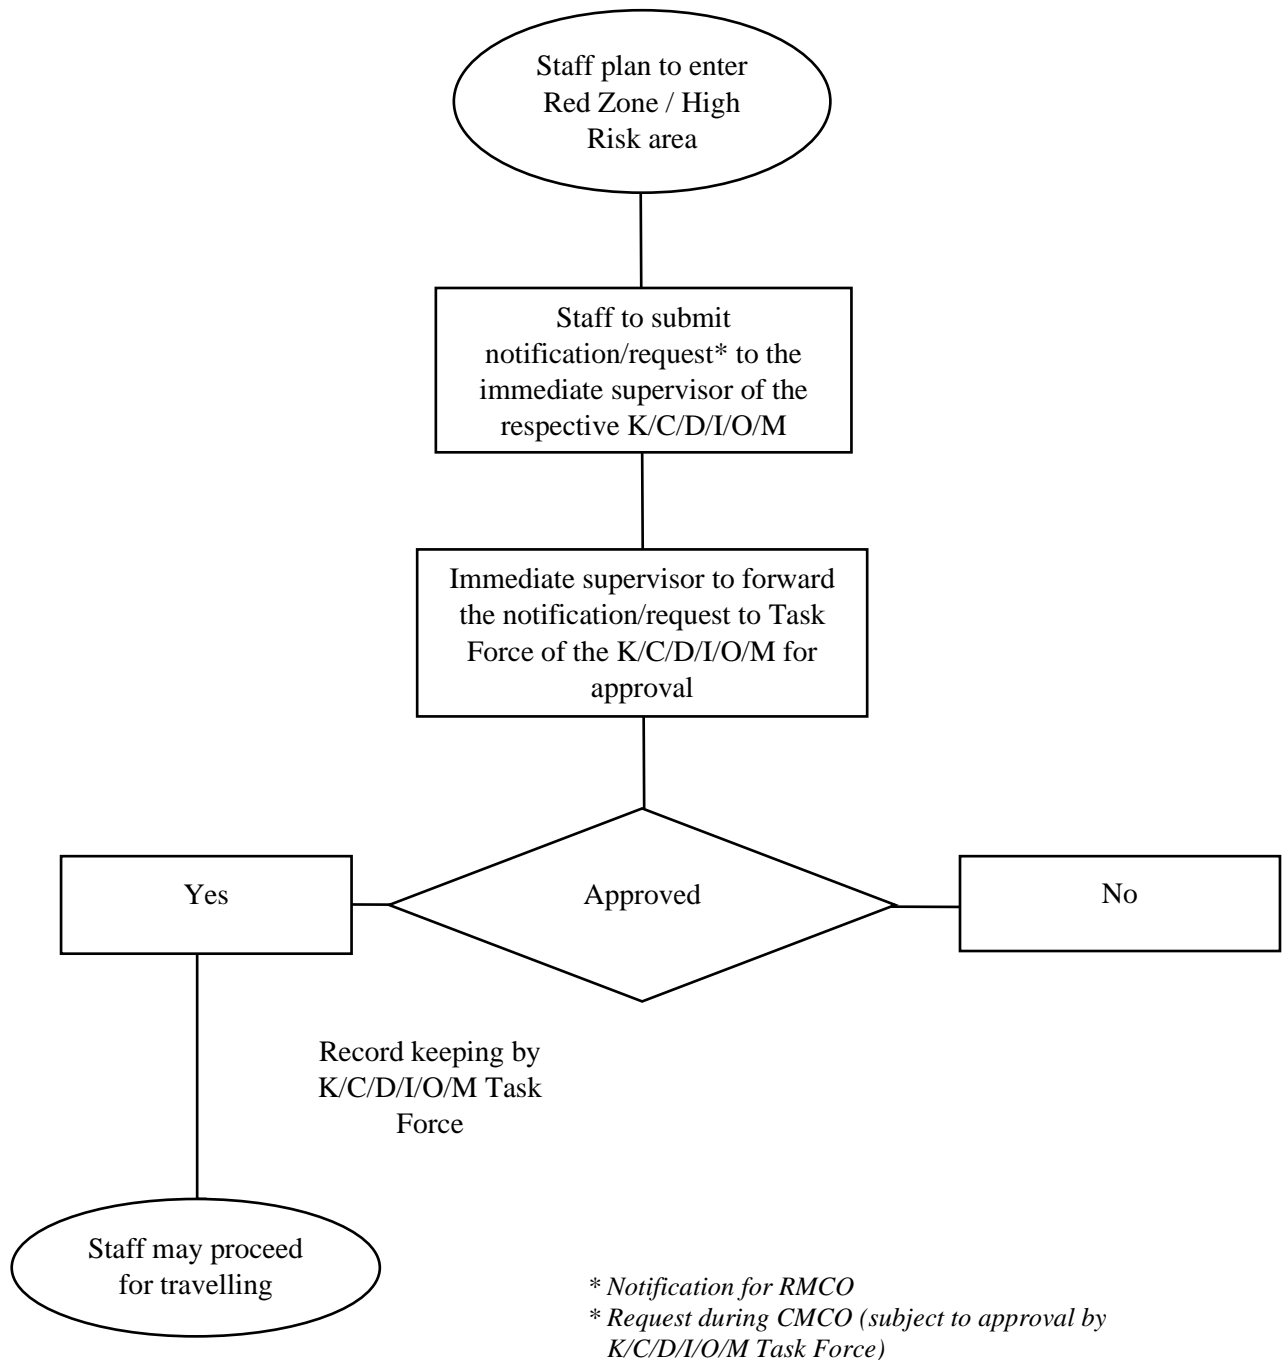 Staff plan to enter
Red Zone / High
Risk area
Staff to submit
notification/request* to the
immediate supervisor of the
respective K/C/D/I/O/M
Immediate supervisor to forward
the notification/request to Task
Force of the K/C/D/I/O/M for
approval
Yes
Approved
No
Record keeping by
K/C/D/I/O/M Task
Force
Staff may proceed
for travelling
* Notification for RMCO
* Request during CMCO (subject to approval by
K/C/D/I/O/M Task Force)